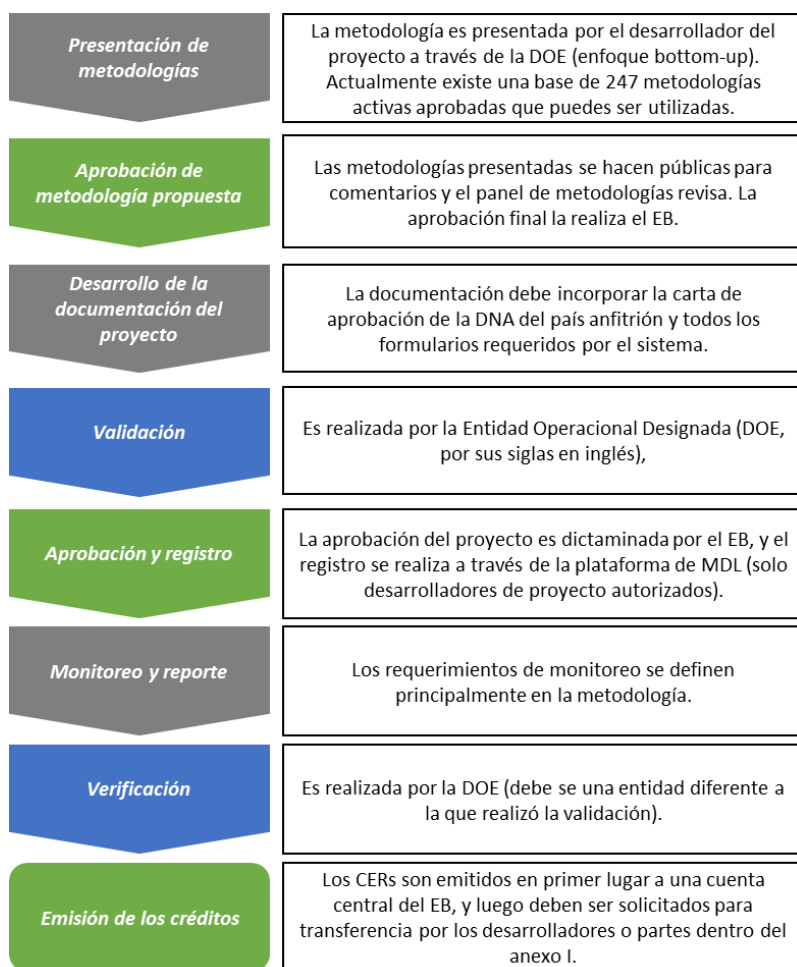 Presentación de
metodologías
La metodología es presentada por el desarrollador del
proyecto a través de la DOE (enfoque bottom-up).
Actualmente existe una base de 247 metodologías
activas aprobadas que puedes ser utilizadas.
Aprobación de
metodología propuesta
Las metodologías presentadas se hacen públicas para
comentarios y el panel de metodologías revisa. La
aprobación final la realiza el EB.
Desarrollo de la
documentación del
proyecto
La documentación debe incorporar la carta de
aprobación de la DNA del país anfitrión y todos los
formularios requeridos por el sistema.
Validación
Es realizada por la Entidad Operacional Designada (DOE,
por sus siglas en inglés),
Aprobación y registro
La aprobación del proyecto es dictaminada por el EB, y el
registro se realiza a través de la plataforma de MDL (solo
desarrolladores de proyecto autorizados).
Monitoreo y reporte
Los requerimientos de monitoreo se definen
principalmente en la metodología.
Verificación
Es realizada por la DOE (debe se una entidad diferente a
la que realizó la validación).
Emisión de los créditos
Los CERs son emitidos en primer lugar a una cuenta
central del EB, y luego deben ser solicitados para
transferencia por los desarrolladores o partes dentro del
anexo I.